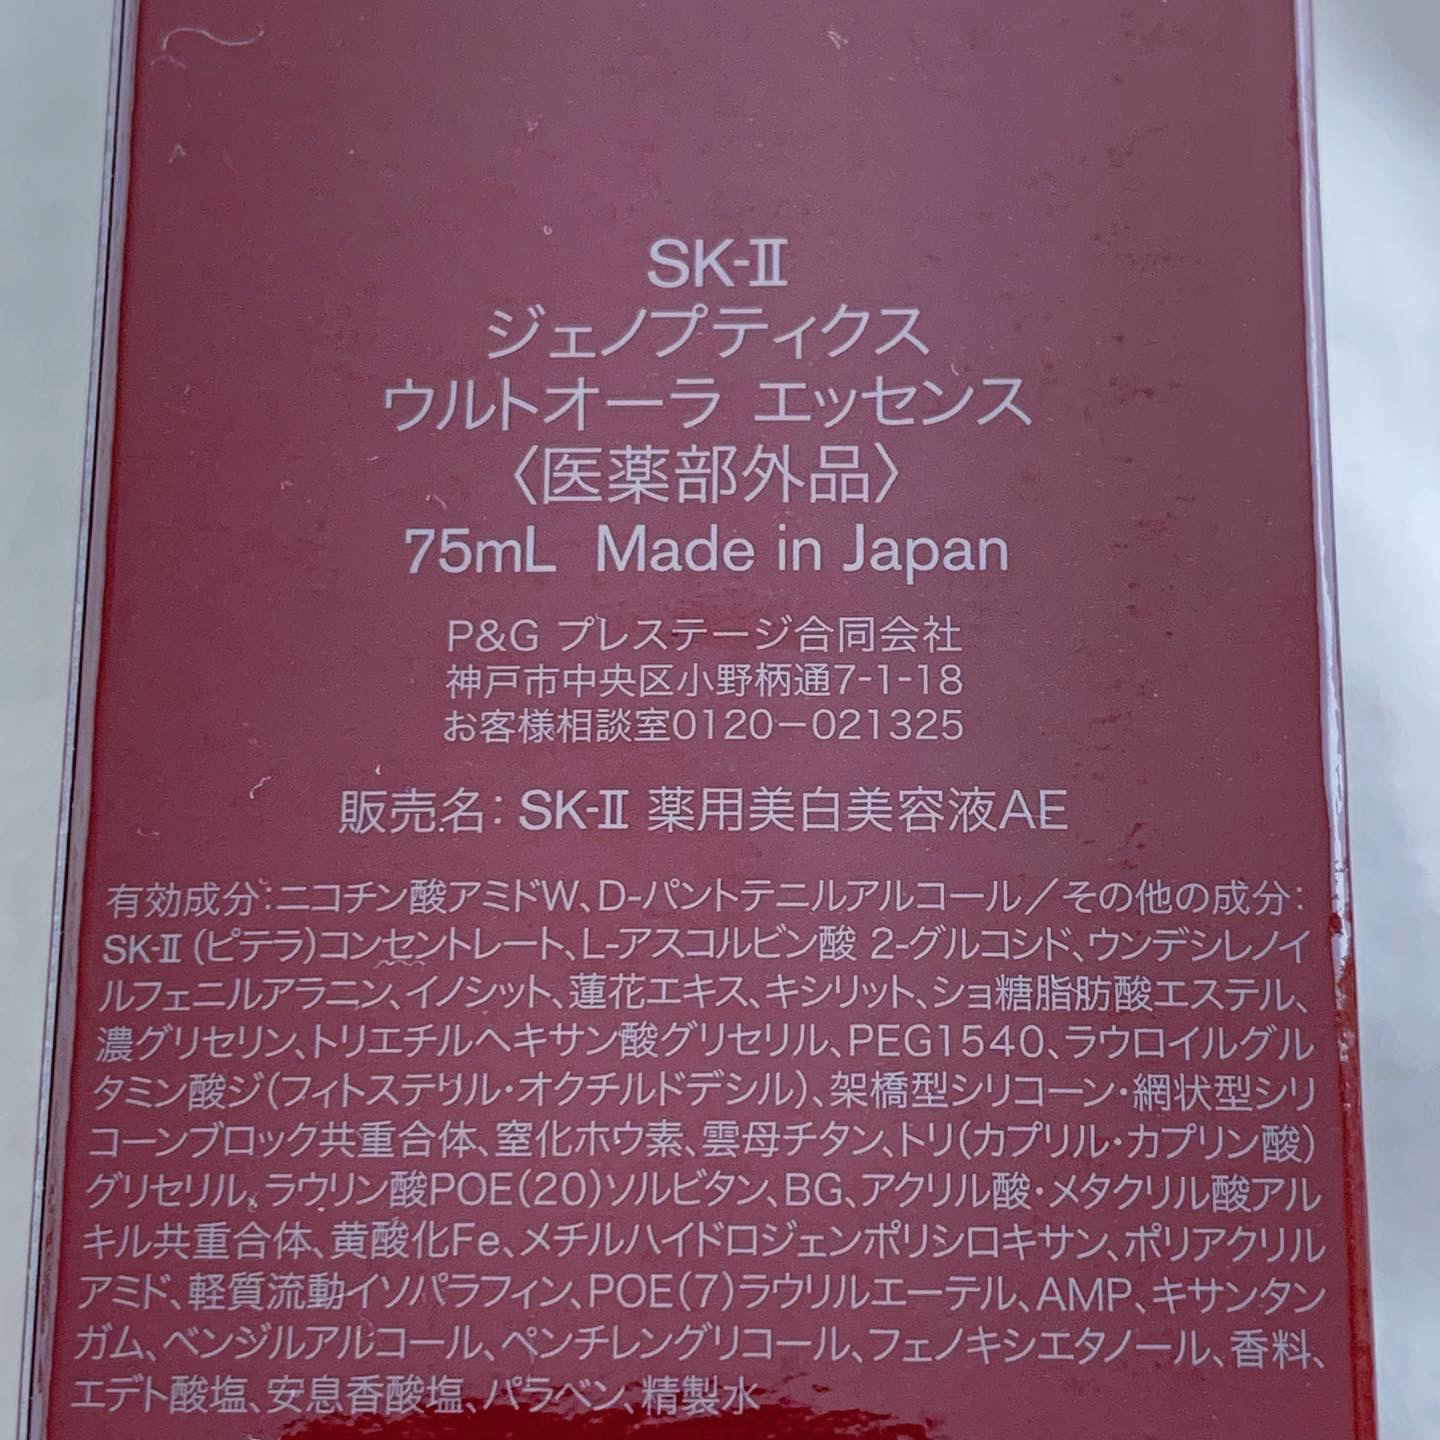 SK-Ⅱ
ジェノプティクス
ウルトオーラ エッセンス
〈医薬部外品〉
75mL Made in Japan
P&G プレステージ合同会社
神戸市中央区小野柄通7-1-18
お客様相談室0120－021325
販売名：SK-Ⅱ 薬用美白美容液AE
有効成分：ニコチン酸アミドW、D-パントテニルアルコール／その他の成分：
SK-Ⅱ(ピテラ)コンセントレート、L-アスコルビン酸 2-グルコシド、ウンデシレノイ
ルフェニルアラニン、イノシット、蓮花エキス、キシリット、ショ糖脂肪酸エステル、
濃グリセリン、トリエチルヘキサン酸グリセリル、PEG1540、ラウロイルグル
タミン酸ジ(フィトステリル・オクチルドデシル)、架橋型シリコーン・網状型シリ
コーンブロック共重合体、窒化ホウ素、雲母チタン、トリ(カプリル・カプリン酸)
グリセリル、ラウリン酸POE(20)ソルビタン、BG、アクリル酸・メタクリル酸アル
キル共重合体、黄酸化Fe、メチルハイドロジェンポリシロキサン、ポリアクリル
アミド、軽質流動イソパラフィン、POE(7)ラウリルエーテル、AMP、キサンタン
ガム、ベンジルアルコール、ペンチレングリコール、フェノキシエタノール、香料、
エデト酸塩、安息香酸塩、パラベン、精製水